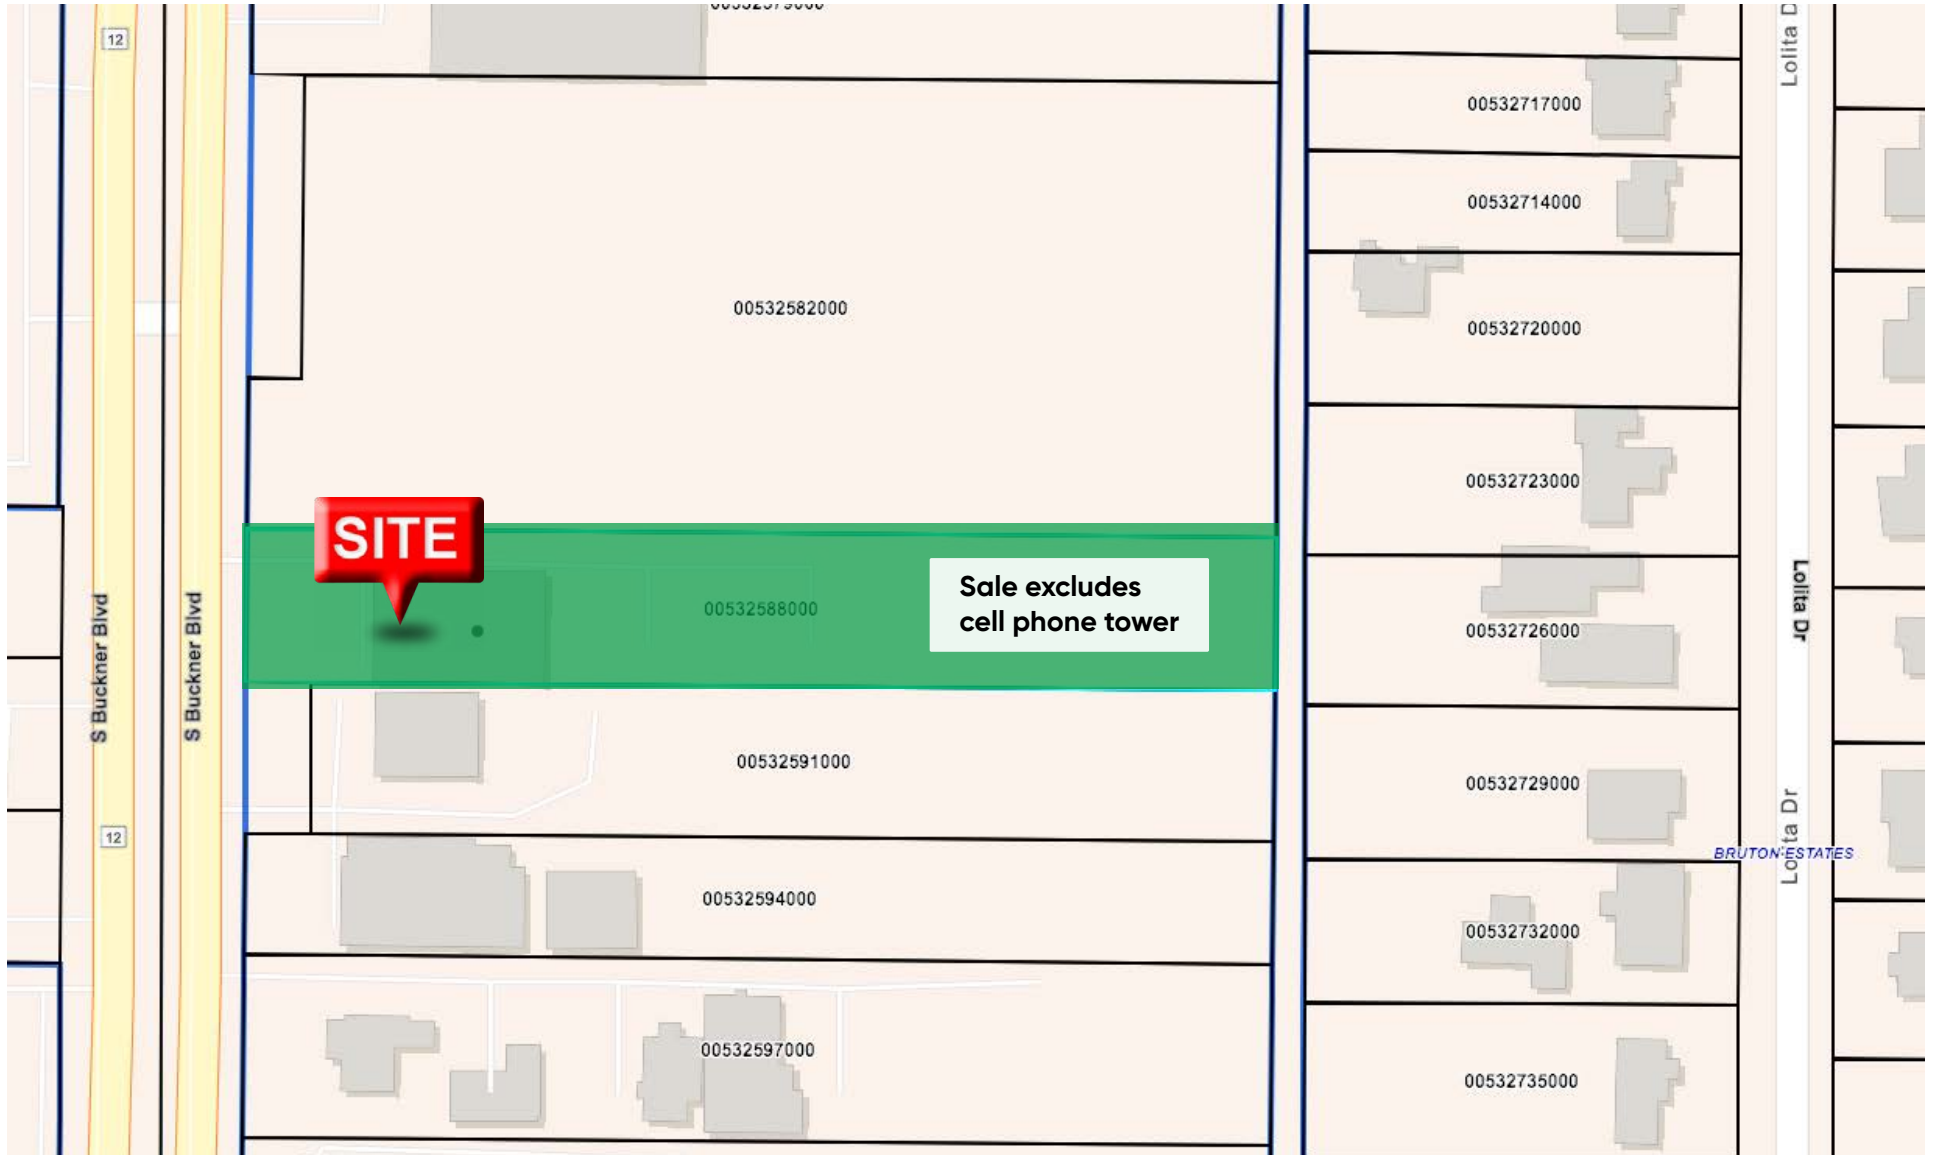 12
Lolita D
00532717000
00532714000
00532582000
00532720000
00532723000
SITE
Sale excludes
cell phone tower
00532588000
S Buckner Blvd
S Buckner Blvd
Lolita Dr
00532726000
00532591000
00532729000
12
Lolita Dr
BRUTON ESTATES
00532594000
00532732000
00532597000
00532735000